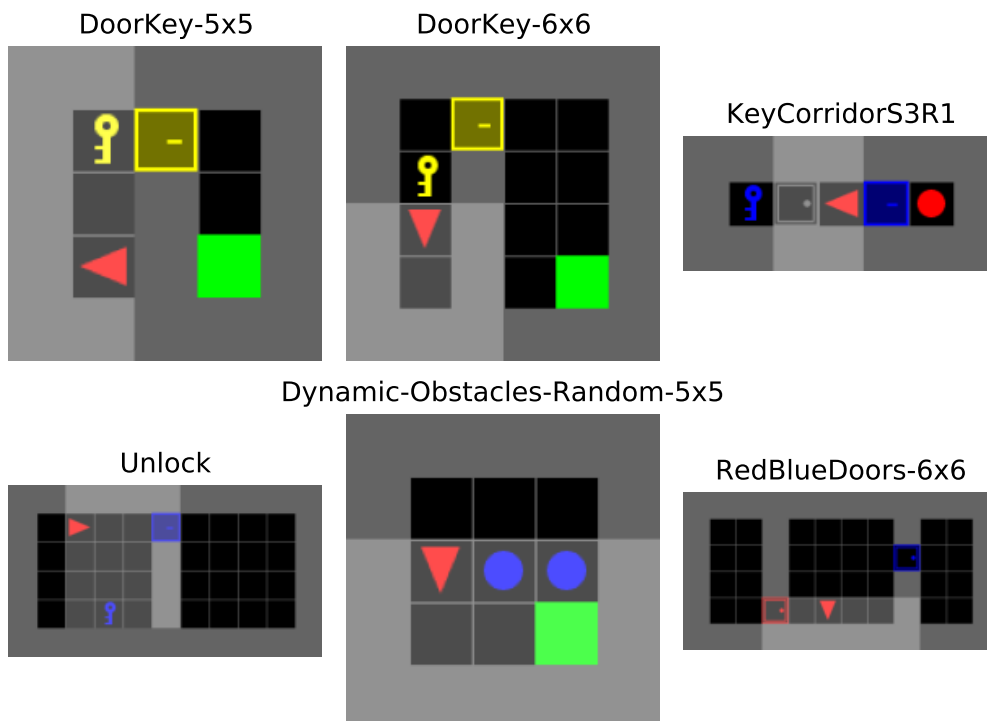 DoorKey-5x5
DoorKey-6x6
KeyCorridorS3R1
Dynamic-Obstacles-Random-5x5
Unlock
RedBlueDoors-6x6